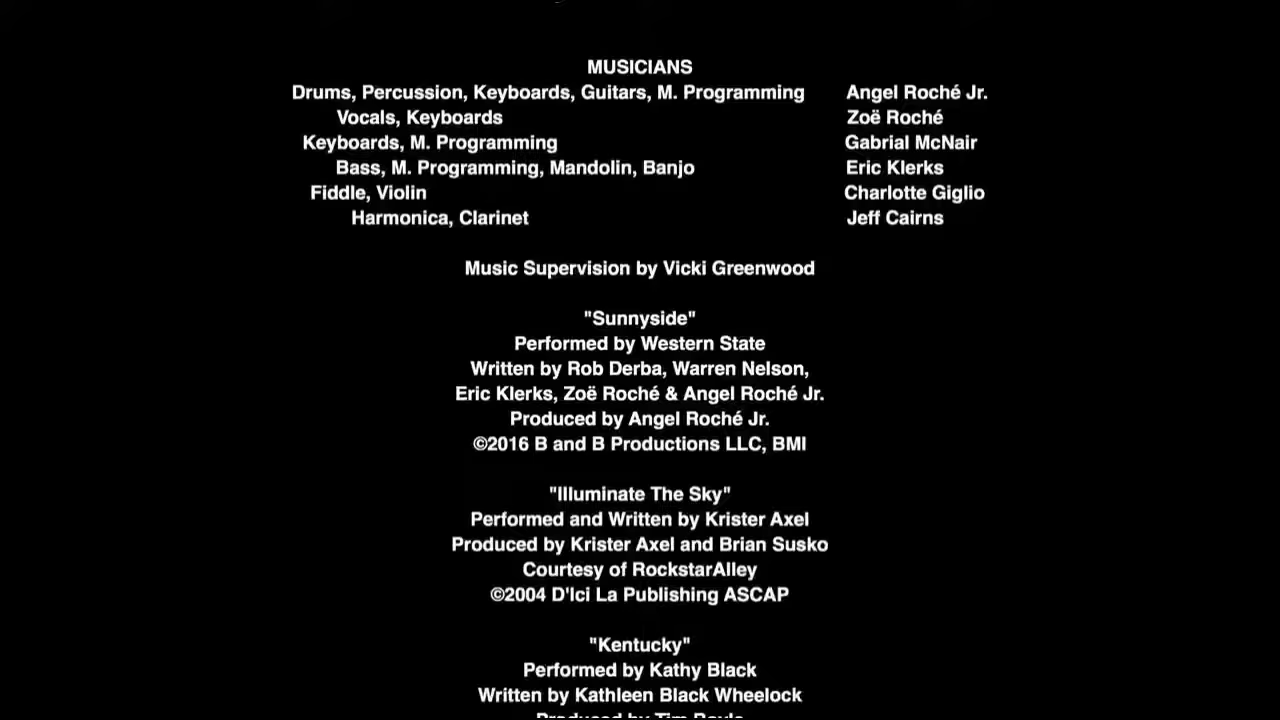 MUSICIANS
Drums, Percussion, Keyboards, Guitars, M. Programming Angel Roché Jr.
Vocals, Keyboards Zoë Roché
Keyboards, M. Programming Gabrial McNair
Bass, M. Programming, Mandolin, Banjo Eric Klerks
Fiddle, Violin Charlotte Giglio
Harmonica, Clarinet Jeff Cairns
Music Supervision by Vicki Greenwood
"Sunnyside"
Performed by Western State
Written by Rob Derba, Warren Nelson,
Eric Klerks, Zoë Roché & Angel Roché Jr.
Produced by Angel Roché Jr.
©2016 B and B Productions LLC, BMI
"Illuminate The Sky"
Performed and Written by Krister Axel
Produced by Krister Axel and Brian Susko
Courtesy of RockstarAlley
©2004 D'Ici La Publishing ASCAP
"Kentucky"
Performed by Kathy Black
Written by Kathleen Black Wheelock
Produced by Tim